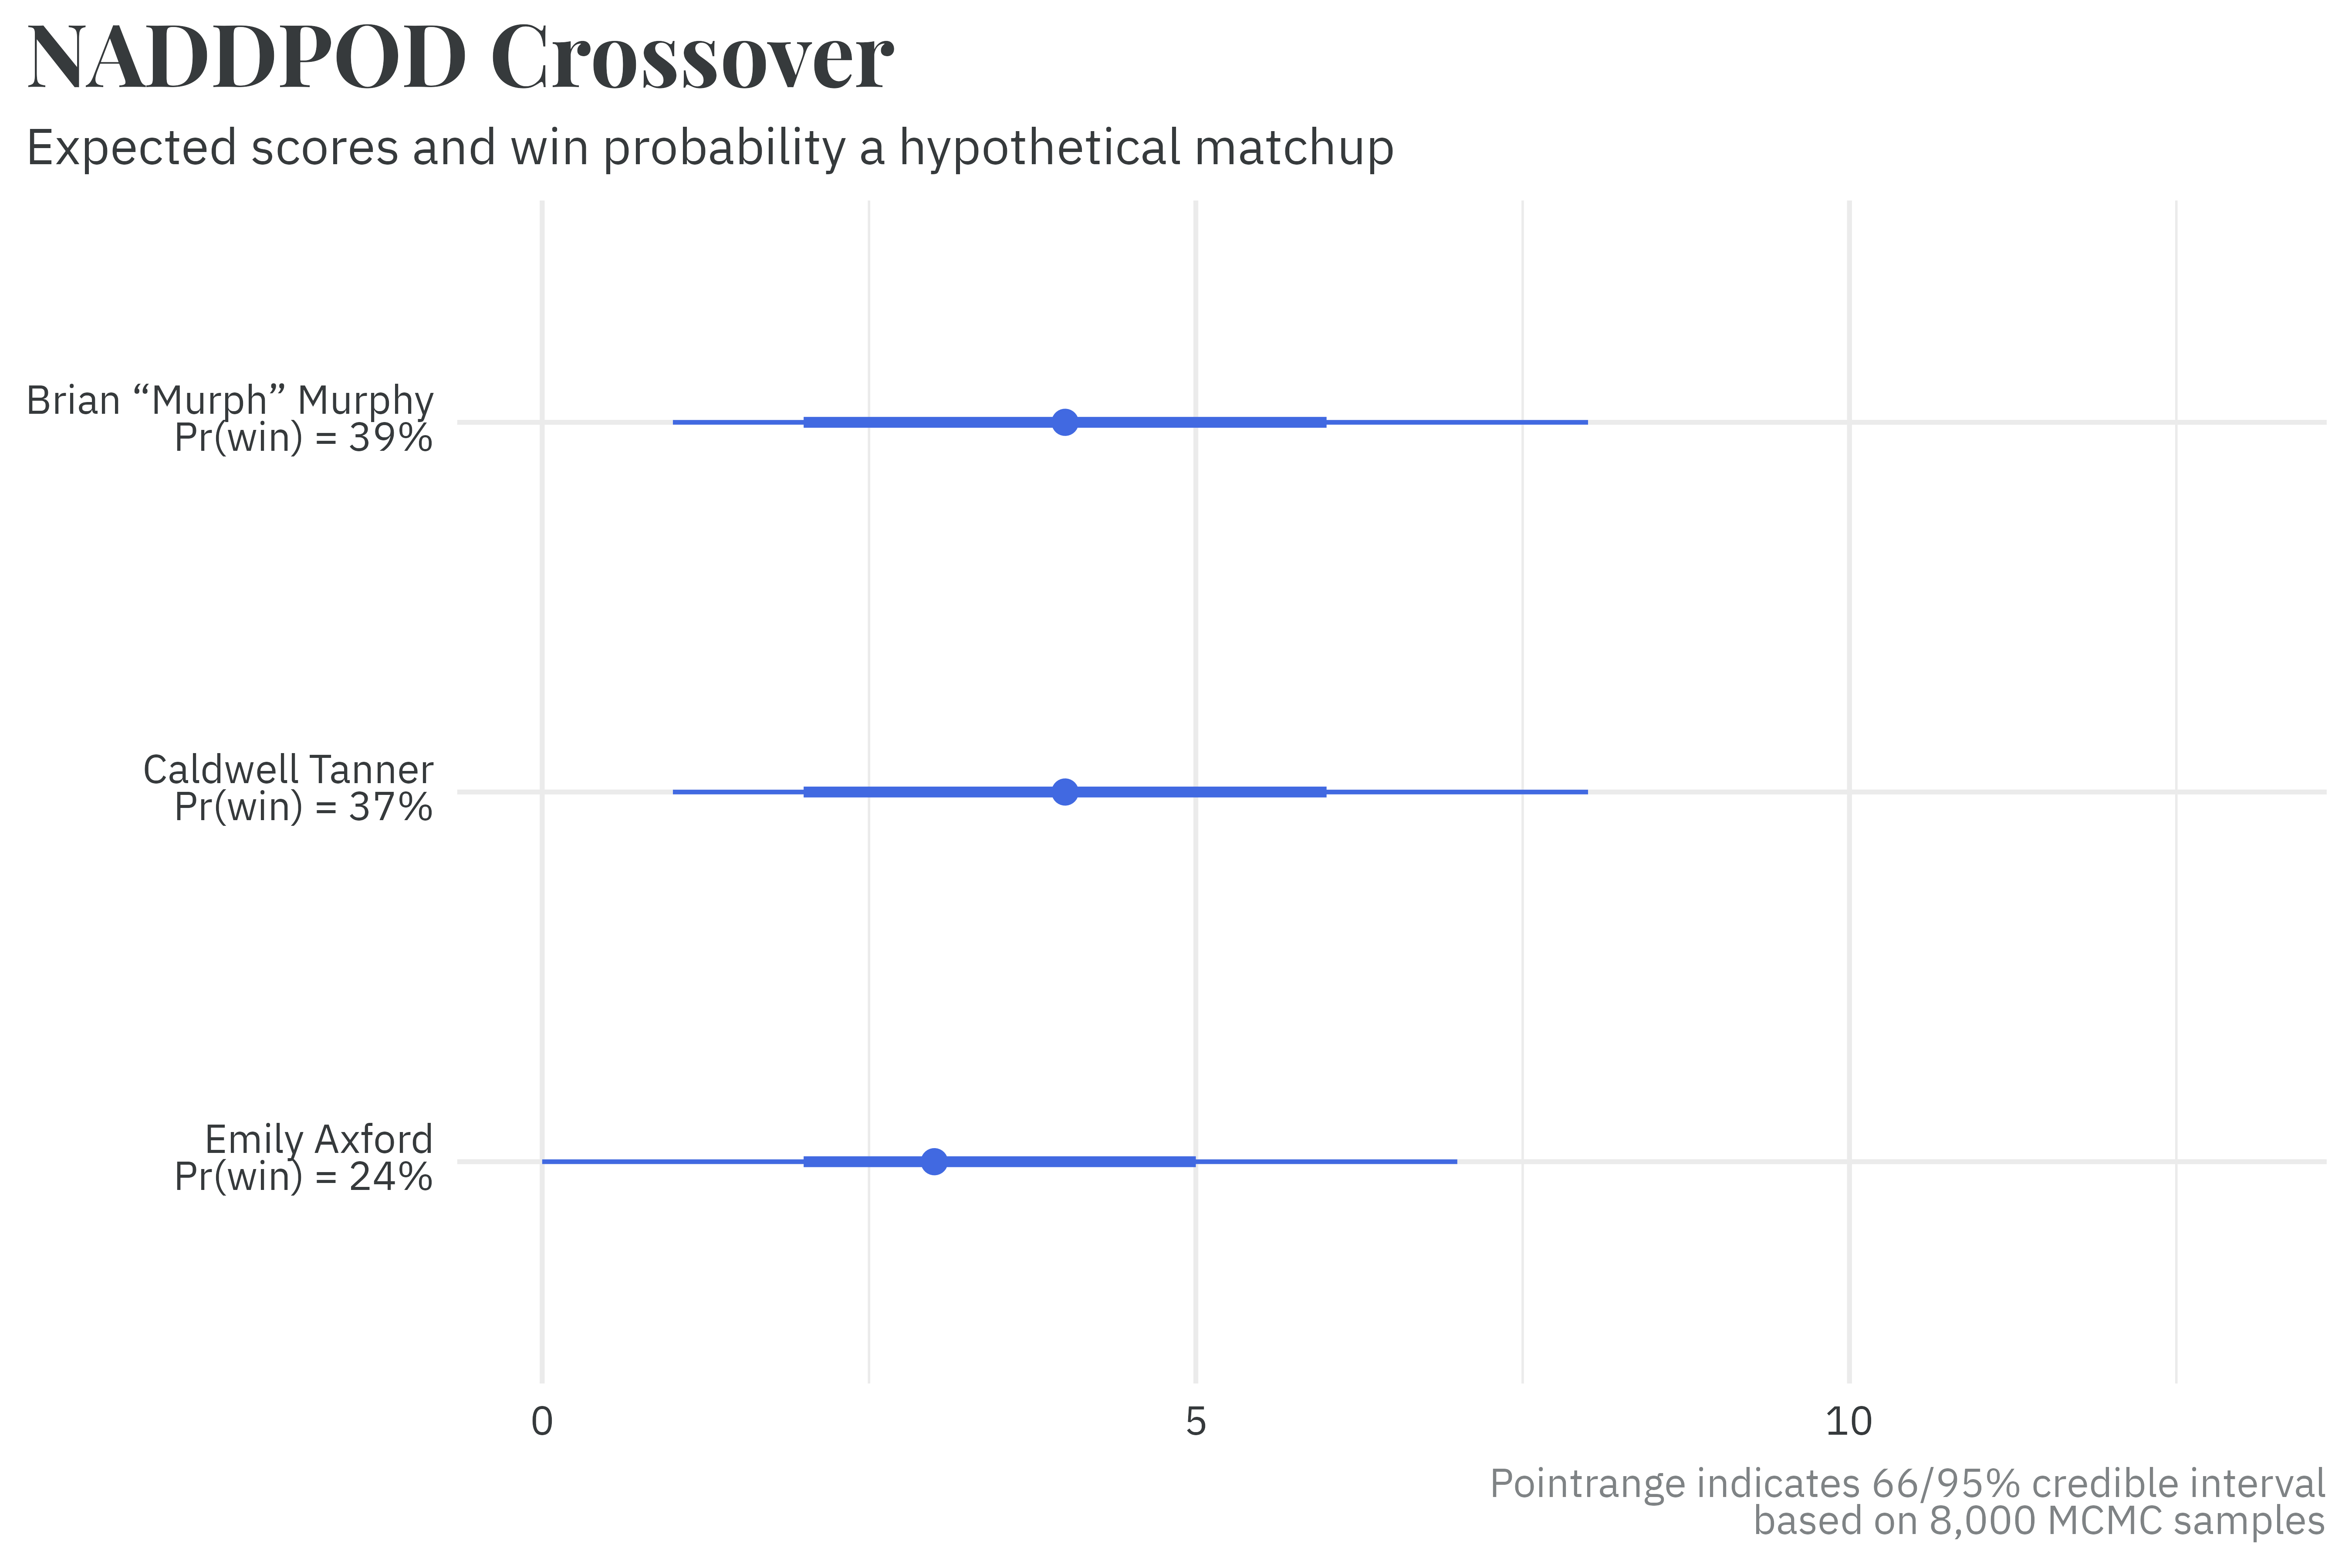 NADDPOD Crossover
Expected scores and win probability a hypothetical matchup
Brian “Murph” Murphy
Pr(win) = 39%
Caldwell Tanner
Pr(win) = 37%
Emily Axford
Pr(win) = 24%
0 5 10
Pointrange indicates 66/95% credible interval
based on 8,000 MCMC samples